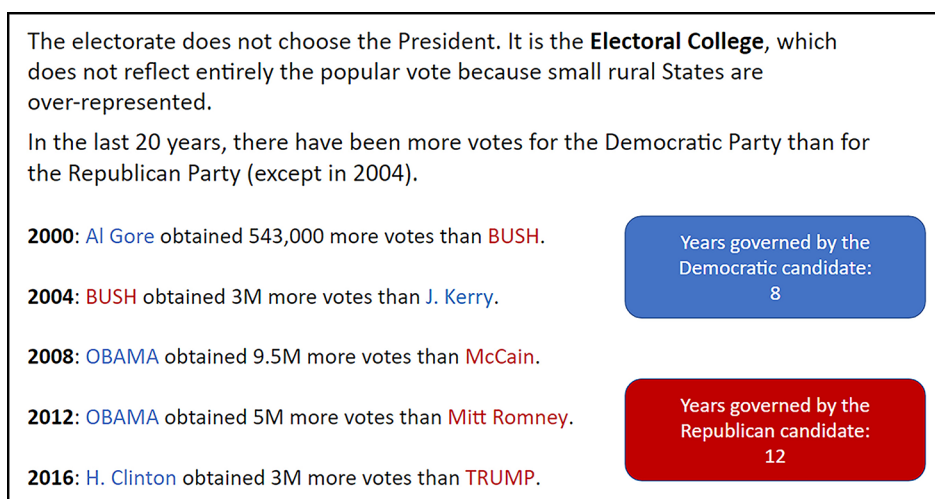 The electorate does not choose the President. It is the Electoral College, which
does not reflect entirely the popular vote because small rural States are
over-represented.
In the last 20 years, there have been more votes for the Democratic Party than for
the Republican Party (except in 2004).
2000: Al Gore obtained 543,000 more votes than BUSH.
2004: BUSH obtained 3M more votes than J. Kerry.
2008: OBAMA obtained 9.5M more votes than McCain.
2012: OBAMA obtained 5M more votes than Mitt Romney.
2016: H. Clinton obtained 3M more votes than TRUMP.
Years governed by the
Democratic candidate:
8
Years governed by the
Republican candidate:
12